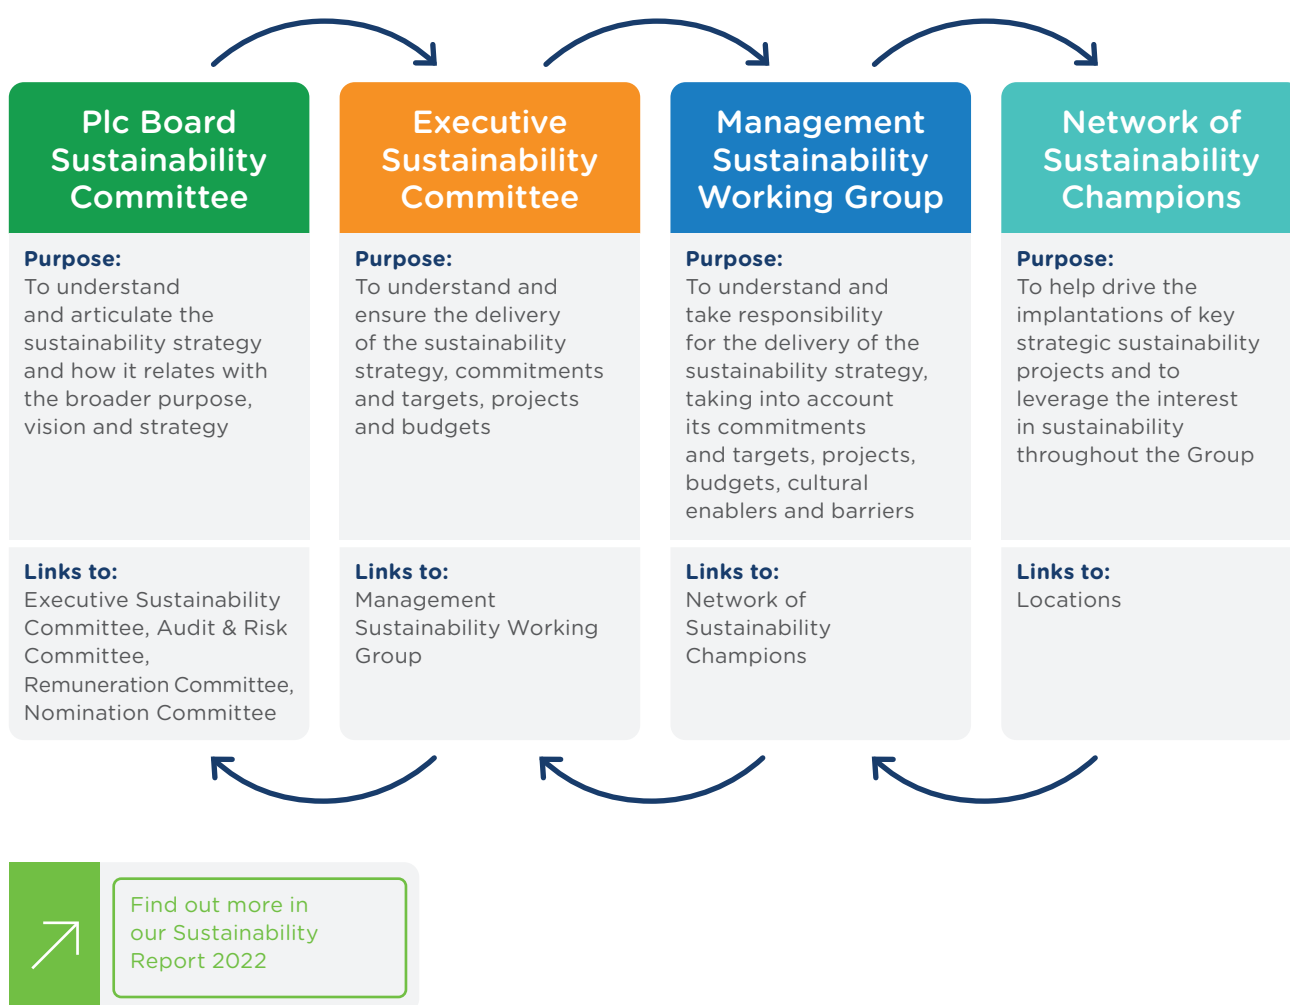 Plc Board
Sustainability
Committee
Purpose:
To understand
and articulate the
sustainability strategy
and how it relates with
the broader purpose,
vision and strategy
Links to:
Executive Sustainability
Committee, Audit & Risk
Committee,
Remuneration Committee,
Nomination Committee
Executive
Sustainability
Committee
Purpose:
To understand and
ensure the delivery
of the sustainability
strategy, commitments
and targets, projects
and budgets
Links to:
Management
Sustainability Working
Group
Management
Sustainability
Working Group
Purpose:
To understand and
take responsibility
for the delivery of the
sustainability strategy,
taking into account
its commitments
and targets, projects,
budgets, cultural
enablers and barriers
Links to:
Network of
Sustainability
Champions
Network of
Sustainability
Champions
Purpose:
To help drive the
implantations of key
strategic sustainability
projects and to
leverage the interest
in sustainability
throughout the Group
Links to:
Locations
Find out more in
our Sustainability
Report 2022